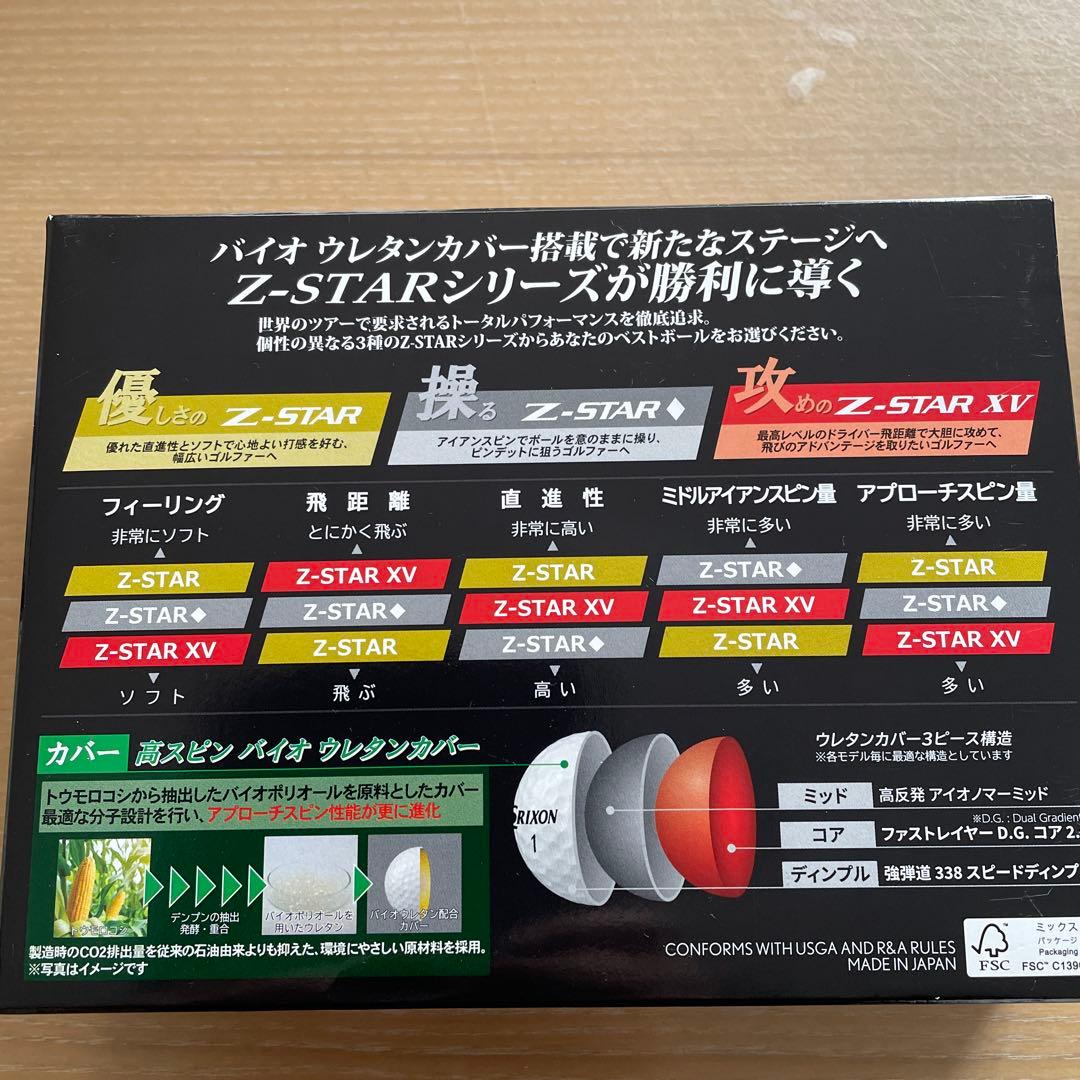 バイオ ウレタンカバー搭載で新たなステージへ
Z-STARシリーズが勝利に導く
世界のツアーで要求されるトータルパフォーマンスを徹底追求。
個性の異なる3種のZ-STARシリーズからあなたのベストボールをお選びください。
優しさの Z-STAR
優れた直進性とソフトで心地よい打感を好む、
幅広いゴルファーへ
操る Z-STAR♦
アイアンスピンでボールを意のままに操り、
ピンデットに狙うゴルファーへ
攻めの Z-STAR XV
最高レベルのドライバー飛距離で大胆に攻めて、
飛びのアドバンテージを取りたいゴルファーへ
フィーリング 飛距離 直進性 ミドルアイアンスピン量 アプローチスピン量
非常にソフト とにかく飛ぶ 非常に高い 非常に多い 非常に多い
Z-STAR Z-STAR XV Z-STAR Z-STAR♦ Z-STAR
Z-STAR♦ Z-STAR♦ Z-STAR XV Z-STAR XV Z-STAR♦
Z-STAR XV Z-STAR Z-STAR♦ Z-STAR Z-STAR XV
ソフト 飛ぶ 高い 多い 多い
カバー 高スピン バイオ ウレタンカバー
トウモロコシから抽出したバイオポリオールを原料としたカバー
最適な分子設計を行い、アプローチスピン性能が更に進化
トウモロコシ
デンプンの抽出
発酵・重合
バイオポリオールを
用いたウレタン
バイオウレタン配合
カバー
製造時のCO2排出量を従来の石油由来よりも抑えた、環境にやさしい原材料を採用。
※写真はイメージです
SRIXON
1
ウレタンカバー3ピース構造
※各モデル毎に最適な構造としています
ミッド 高反発 アイオノマーミッド
※D.G. : Dual Gradient
コア ファストレイヤー D.G. コア 2.
ディンプル 強弾道 338 スピードディンプ
CONFORMS WITH USGA AND R&A RULES
MADE IN JAPAN
FSC
ミックス
パッケージ
Packaging
FSC™ C139